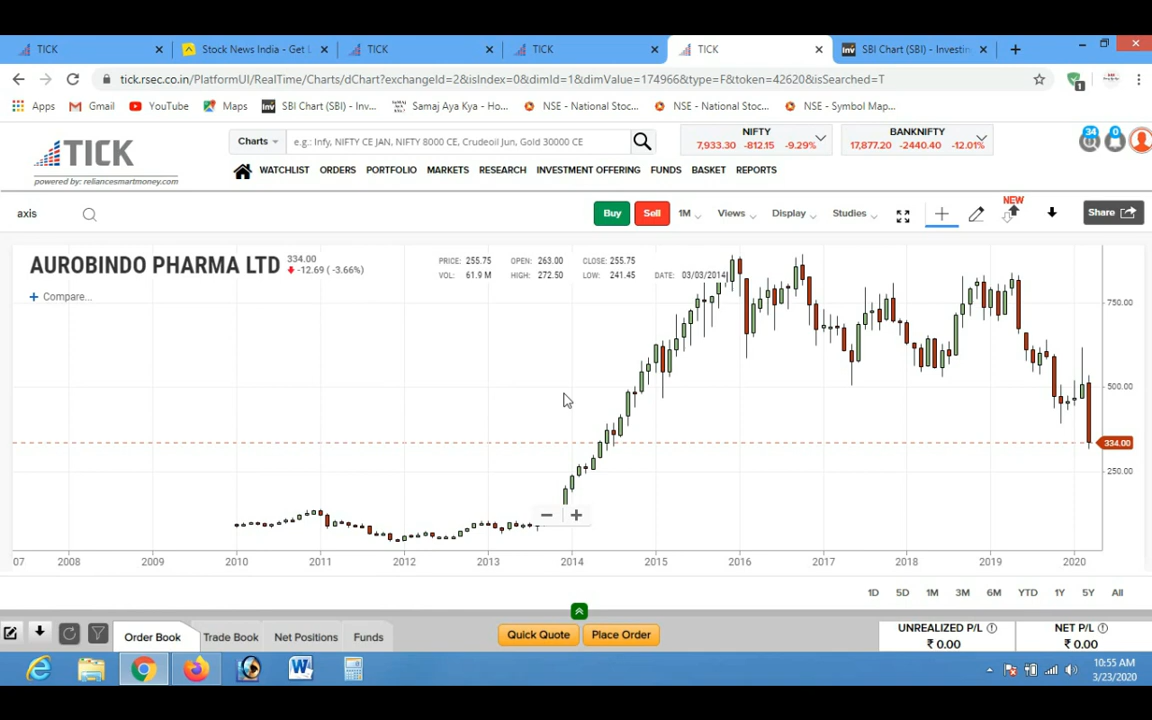 TICK
Stock News India - Get L
TICK
TICK
TICK
SBI Chart (SBI) - Investin
tick.rsec.co.in/PlatformUI/RealTime/Charts/dChart?exchangeId=2&isIndex=0&dimId=1&dimValue=174966&type=F&token=42620&isSearched=T
1
Apps Gmail YouTube Maps SBI Chart (SBI) - Inv... Samaj Aya Kya - Ho... NSE - National Stoc... NSE - National Stoc... NSE - Symbol Map...
TICK
powered by: reliancesmartmoney.com
Charts e.g.: Infy, NIFTY CE JAN, NIFTY 8000 CE, Crudeoil Jun, Gold 30000 CE
NIFTY
7,933.30 -812.15 -9.29%
BANKNIFTY
17,877.20 -2440.40 -12.01%
34 0
WATCHLIST ORDERS PORTFOLIO MARKETS RESEARCH INVESTMENT OFFERING FUNDS BASKET REPORTS
axis
Buy Sell 1M Views Display Studies NEW Share
AUROBINDO PHARMA LTD
334.00
-12.69 ( -3.66%)
PRICE: 255.75 OPEN: 263.00 CLOSE: 255.75
VOL: 61.9 M HIGH: 272.50 LOW: 241.45 DATE: 03/03/2014
+ Compare...
750.00
500.00
334.00
250.00
07 2008 2009 2010 2011 2012 2013 2014 2015 2016 2017 2018 2019 2020
1D 5D 1M 3M 6M YTD 1Y 5Y All
Order Book Trade Book Net Positions Funds Quick Quote Place Order
UNREALIZED P/L
₹ 0.00
NET P/L
₹ 0.00
10:55 AM
3/23/2020